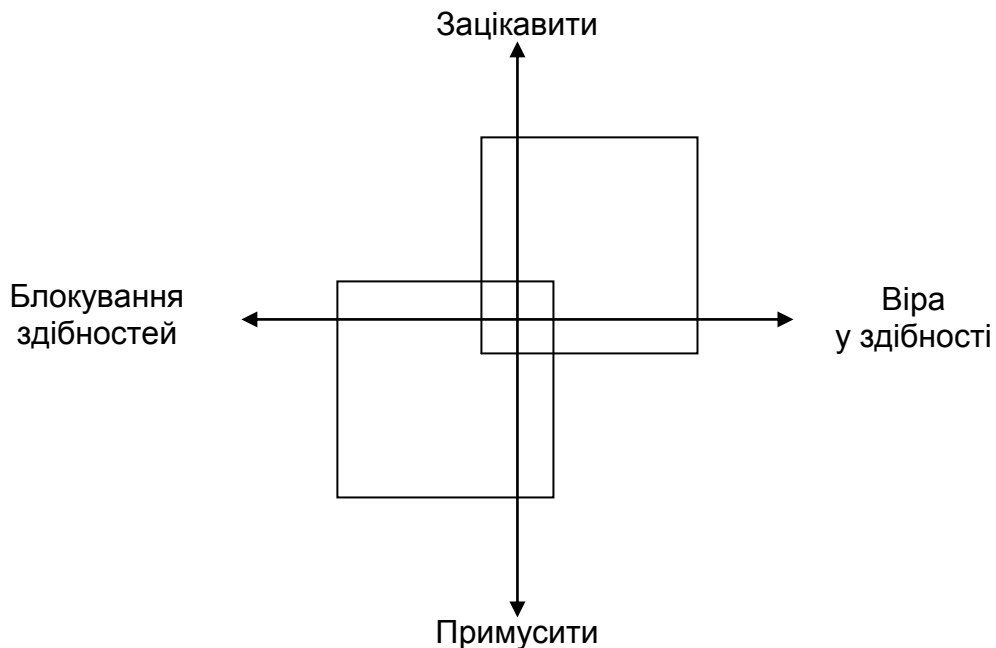 Зацікавити
Блокування
здібностей
Віра
у здібності
Примусити